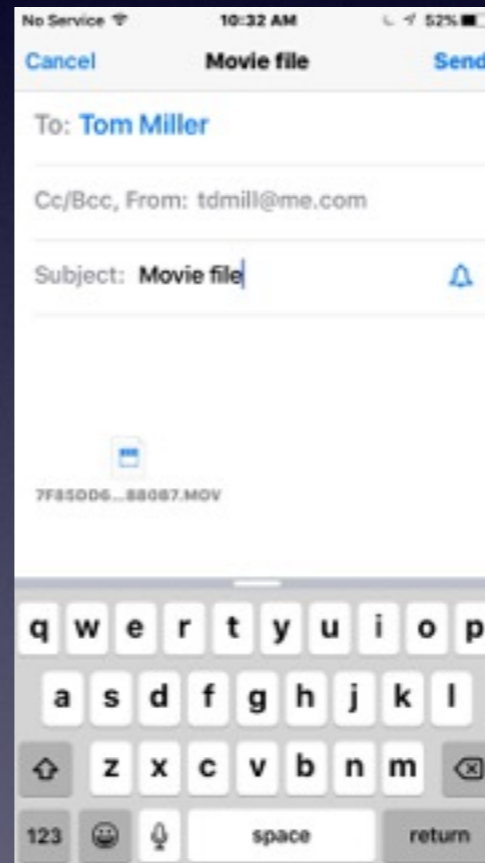 No Service 10:32 AM 52%
Cancel Movie file Send
To: Tom Miller
Cc/Bcc, From: tdmill@me.com
Subject: Movie file
7F85DD6...88087.MOV
q w e r t y u i o p
a s d f g h j k l
z x c v b n m
123 space return